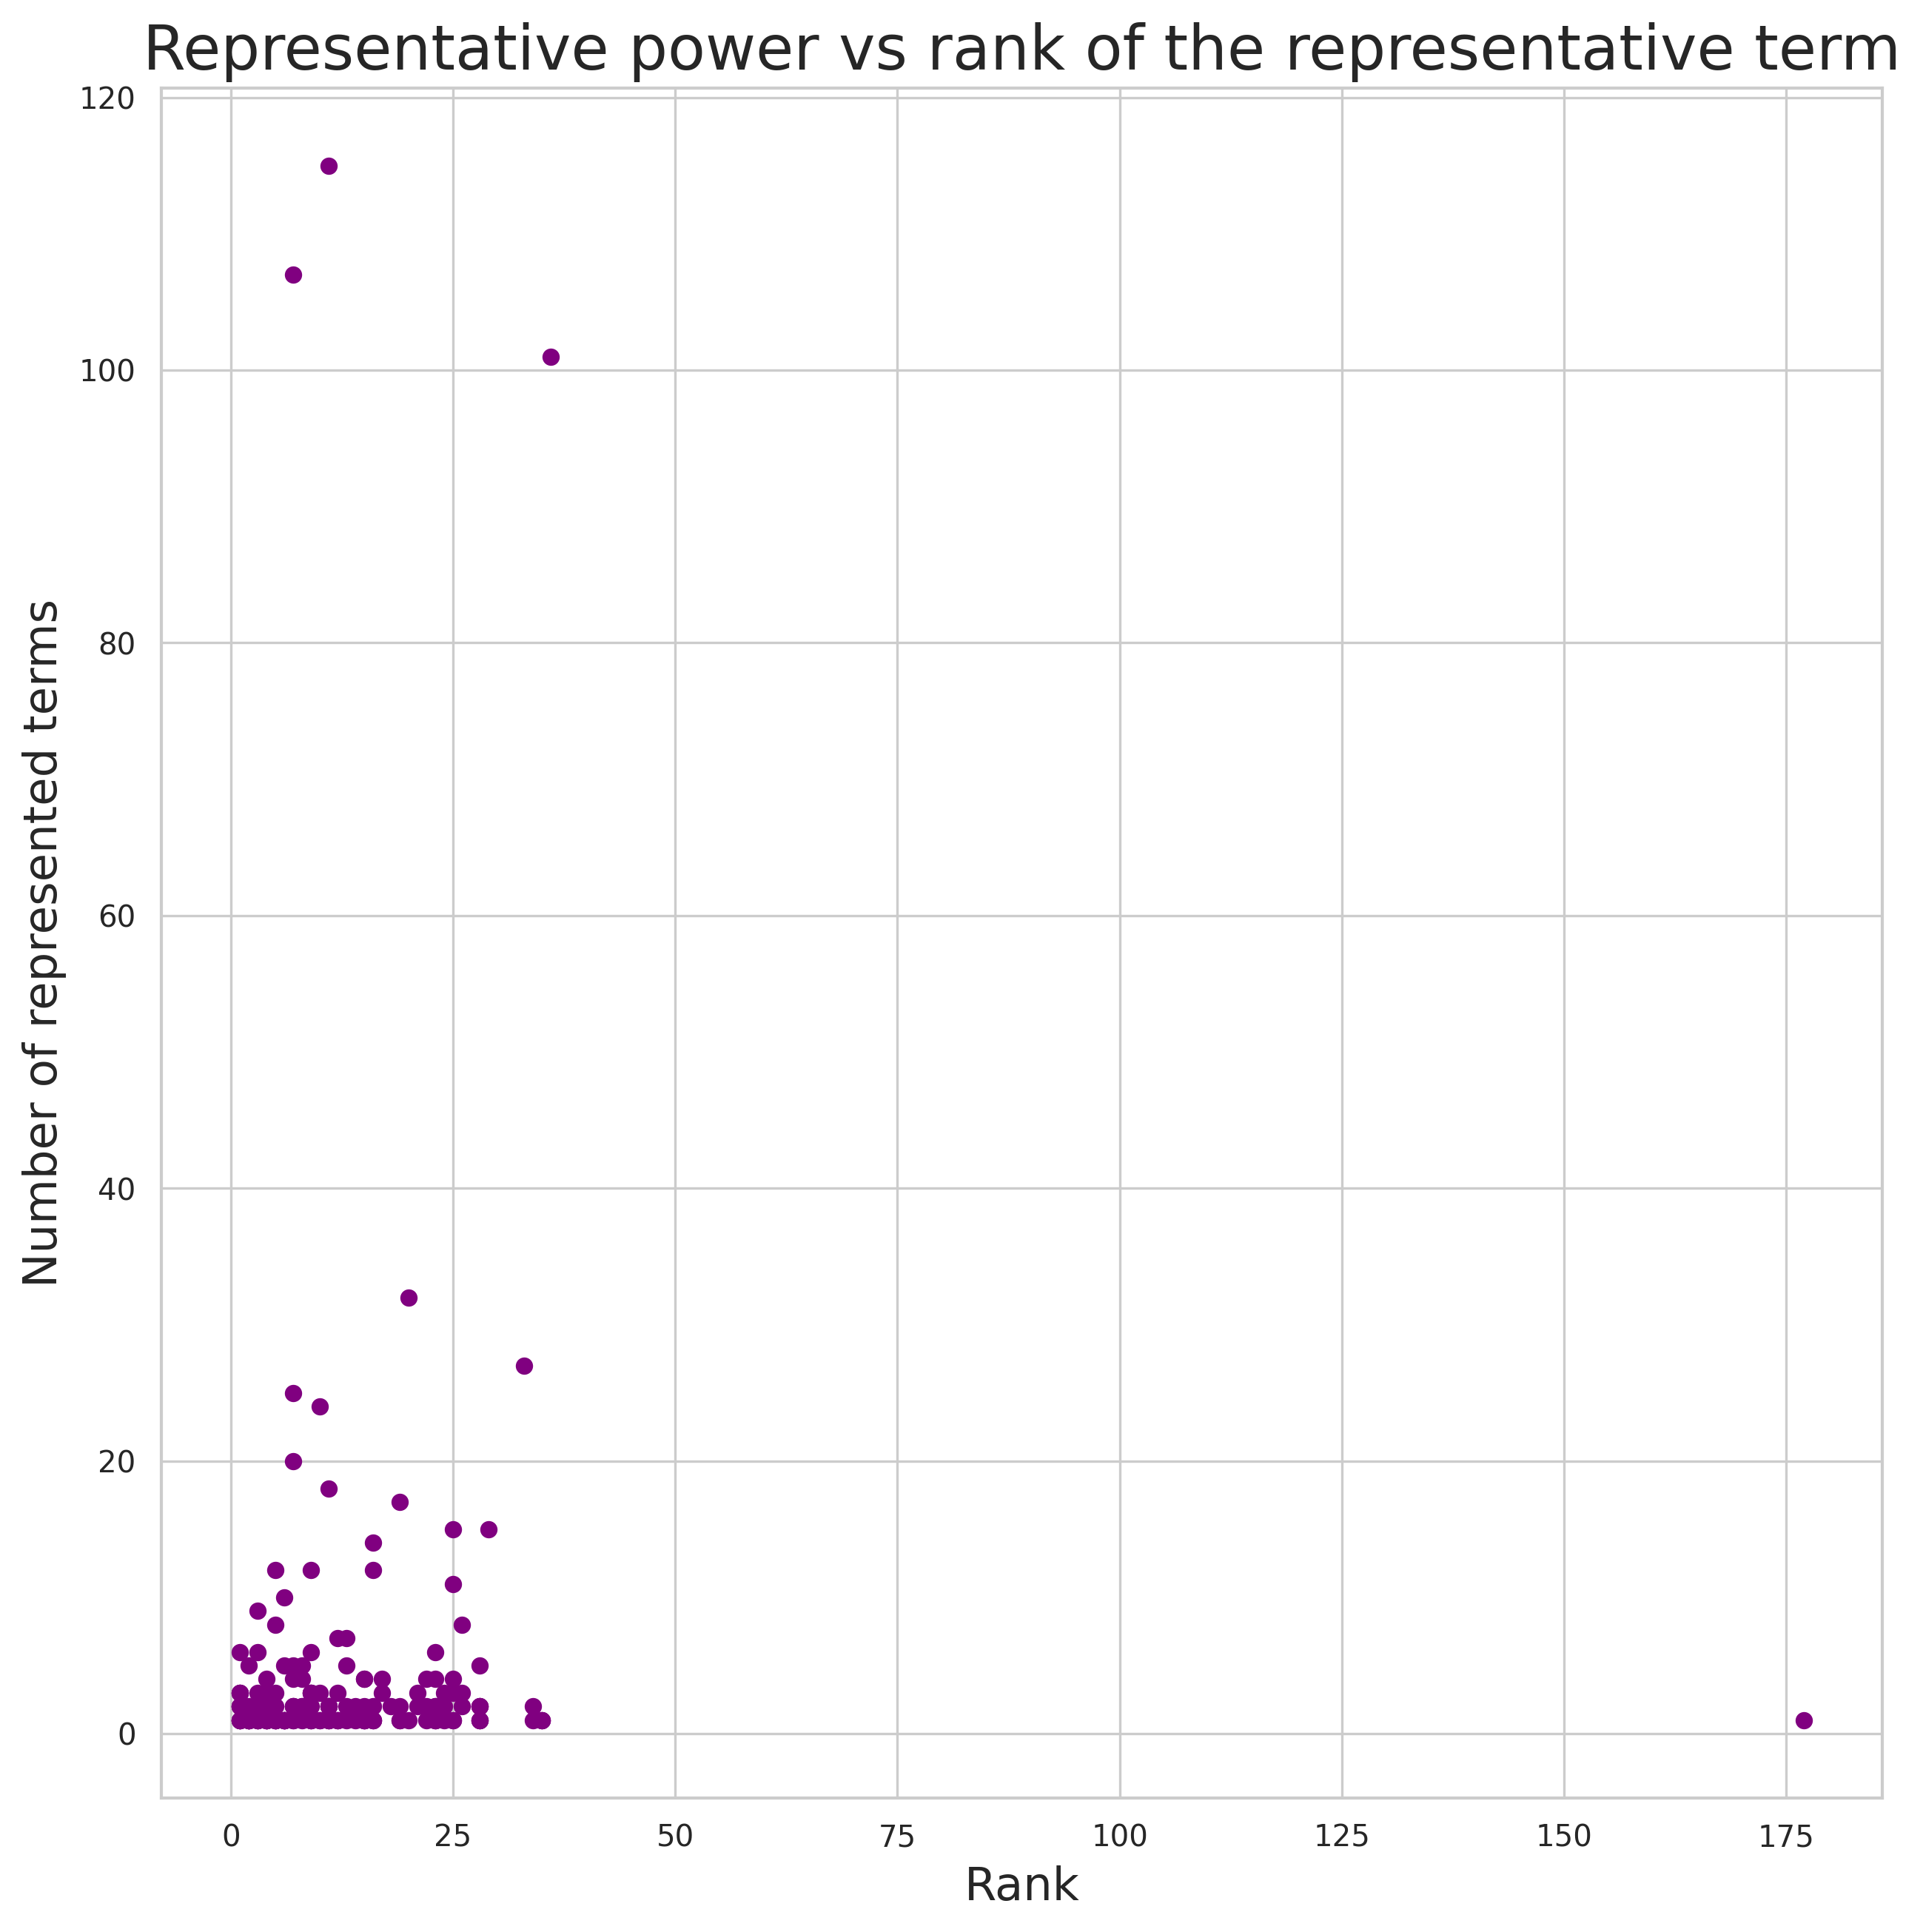 Representative power vs rank of the representative term
120
100
80
60
40
20
0
Number of represented terms
0 25 50 75 100 125 150 175
Rank